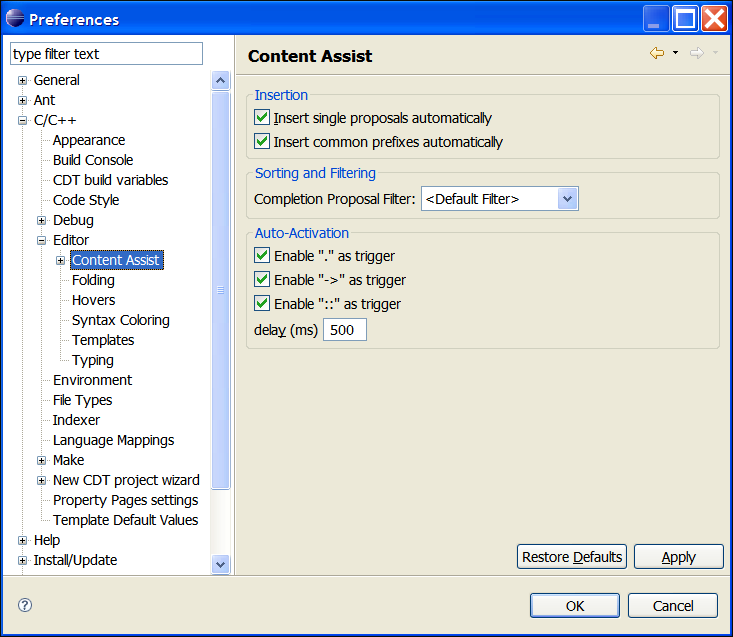 Preferences
type filter text
General
Ant
C/C++
Appearance
Build Console
CDT build variables
Code Style
Debug
Editor
Content Assist
Folding
Hovers
Syntax Coloring
Templates
Typing
Environment
File Types
Indexer
Language Mappings
Make
New CDT project wizard
Property Pages settings
Template Default Values
Help
Install/Update
Content Assist
Insertion
Insert single proposals automatically
Insert common prefixes automatically
Sorting and Filtering
Completion Proposal Filter: <Default Filter>
Auto-Activation
Enable "." as trigger
Enable "->" as trigger
Enable "::" as trigger
delay (ms) 500
Restore Defaults Apply
? OK Cancel